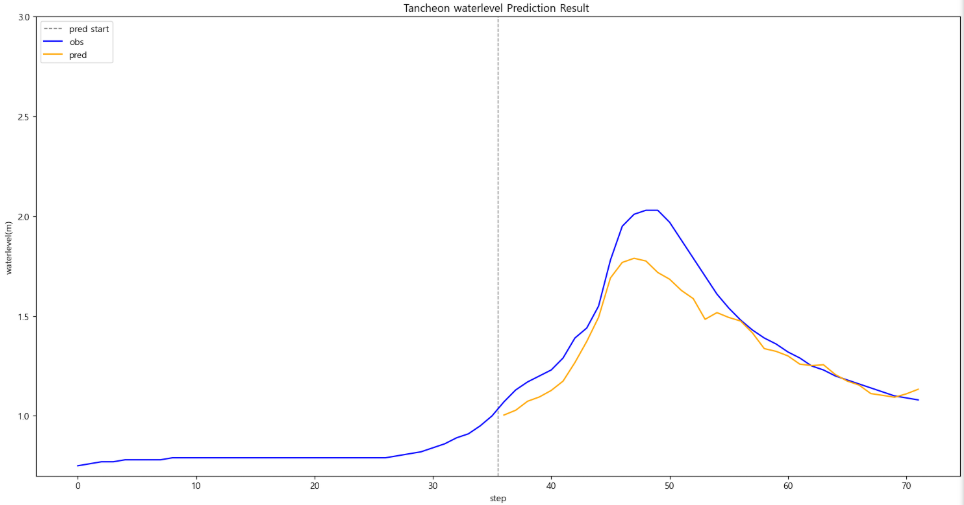 Tancheon waterlevel Prediction Result
3.0
2.5
2.0
1.5
1.0
waterlevel(m)
pred start
obs
pred
0
10
20
30
40
50
60
70
step